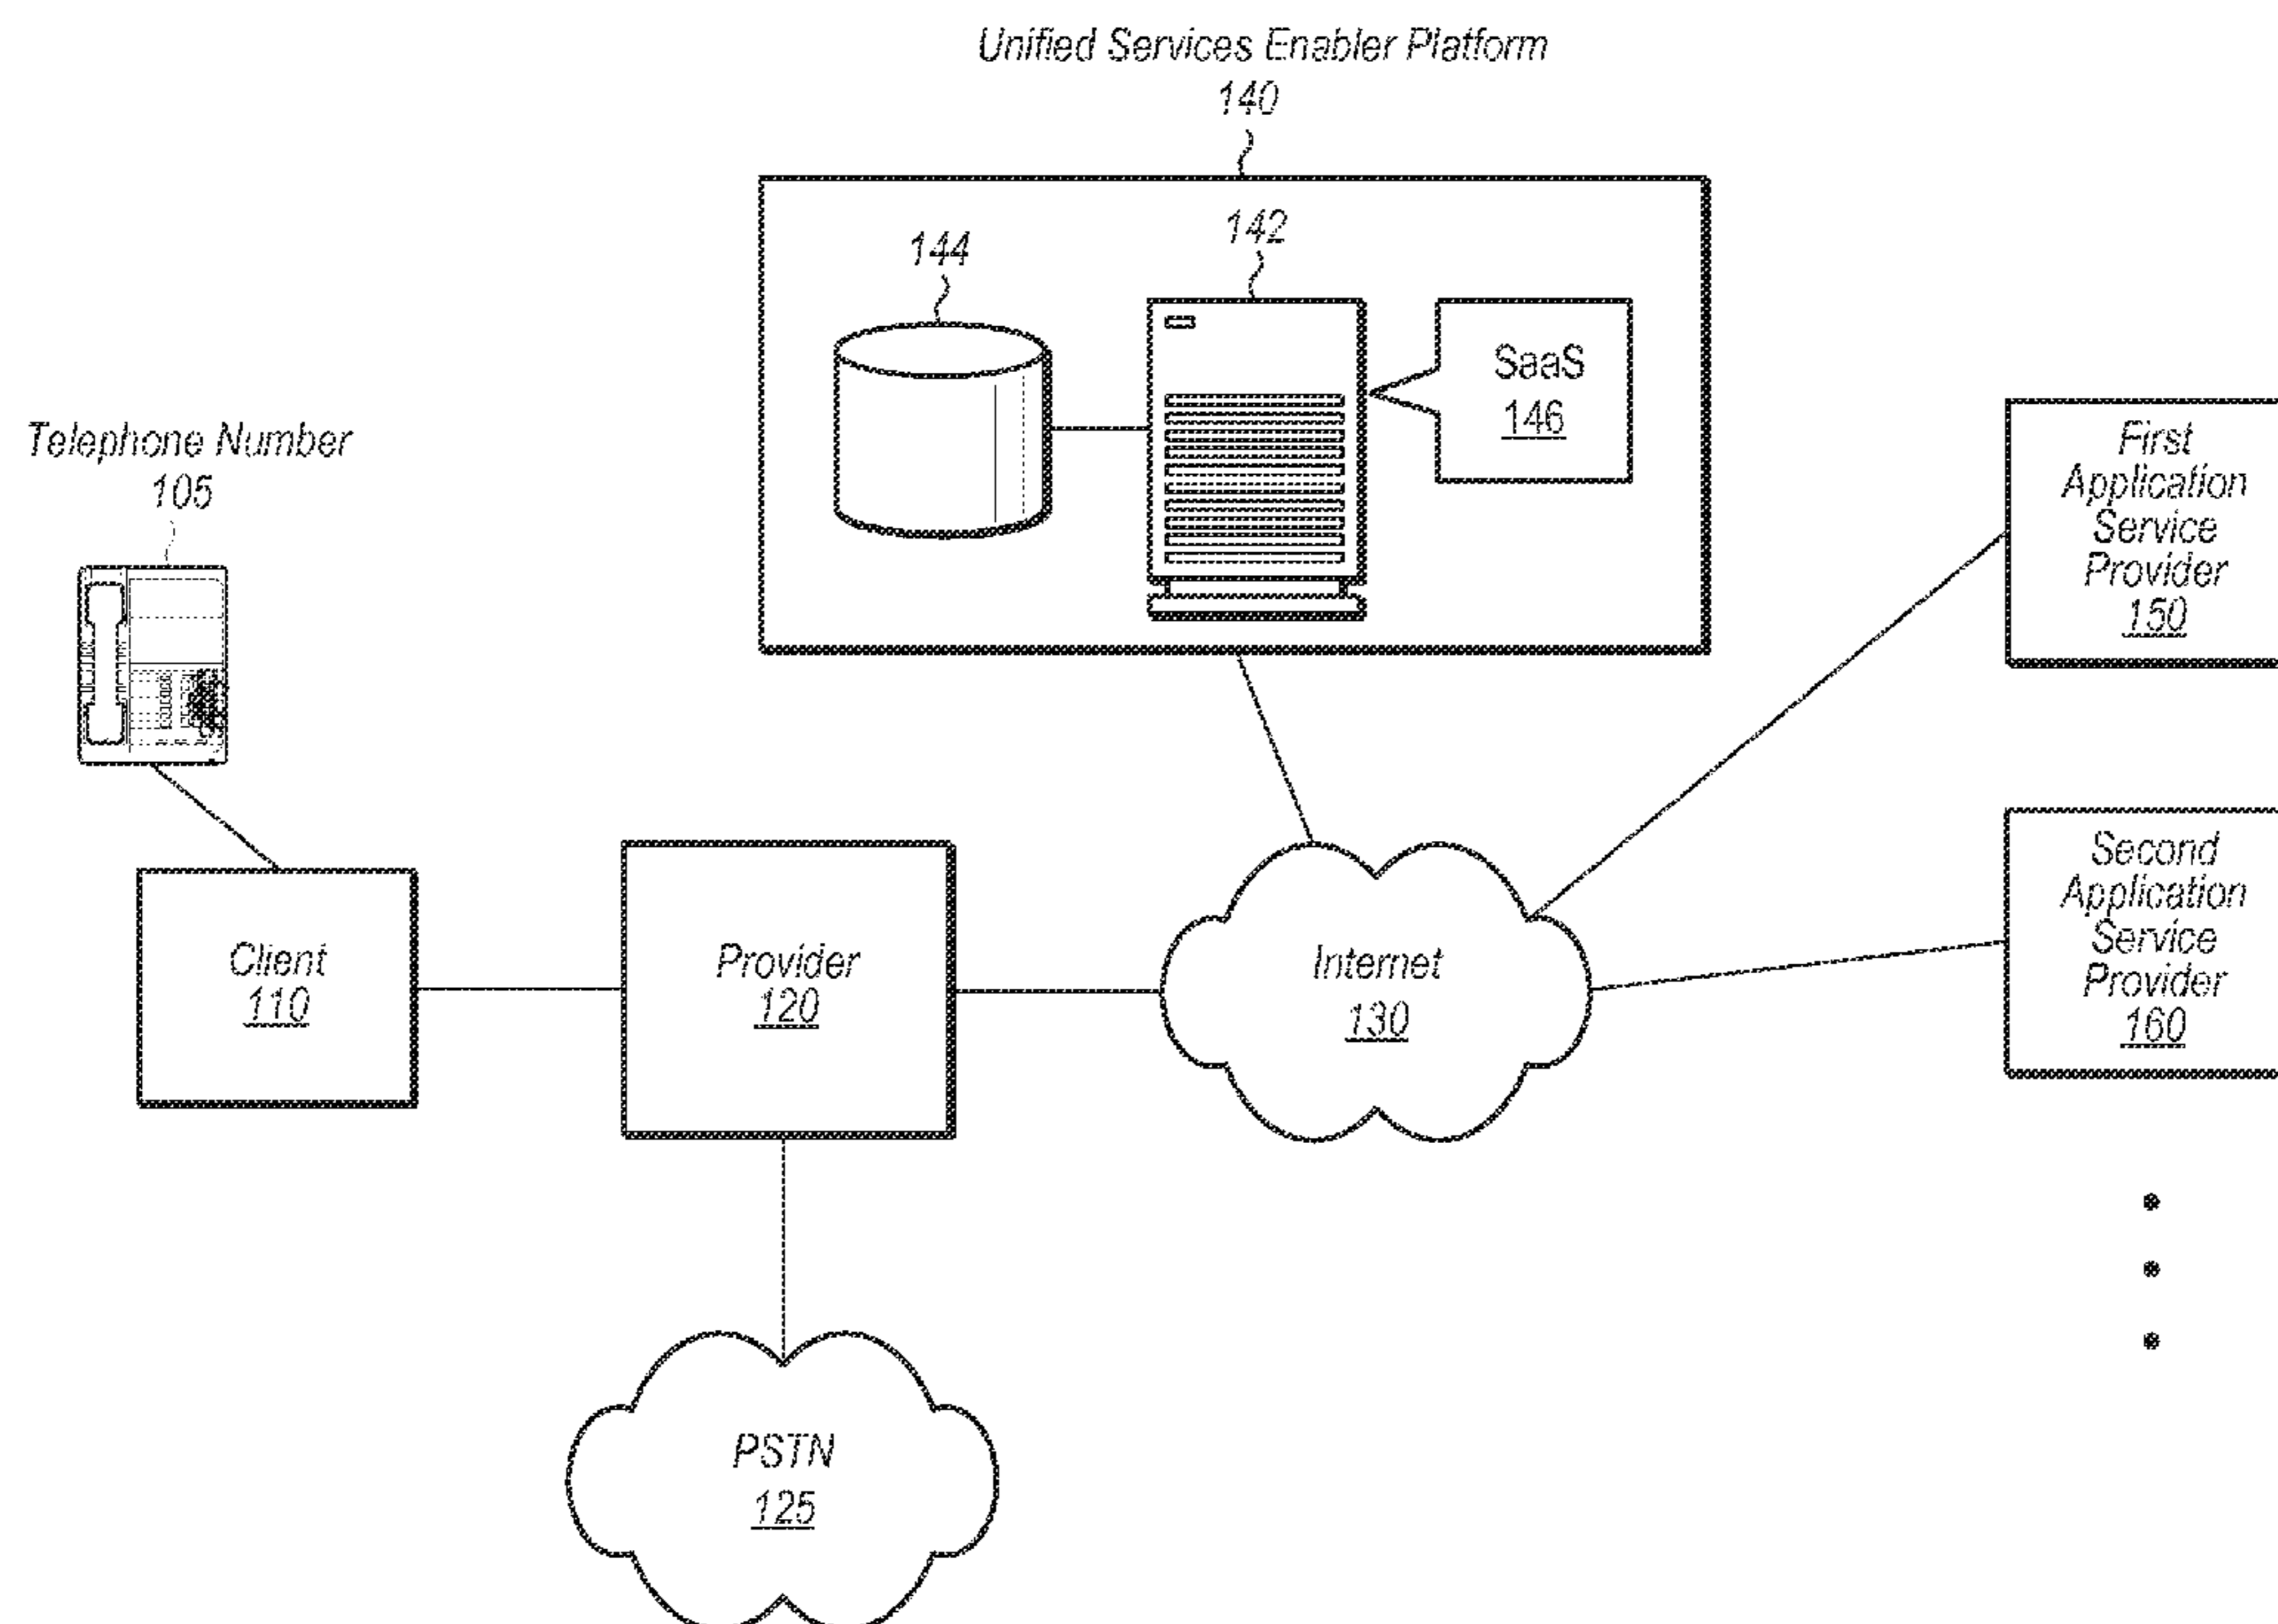 Unified Services Enabler Platform
140
144
142
SaaS
146
Telephone Number
105
First
Application
Service
Provider
150
Second
Application
Service
Provider
160
Client
110
Provider
120
Internet
130
PSTN
125